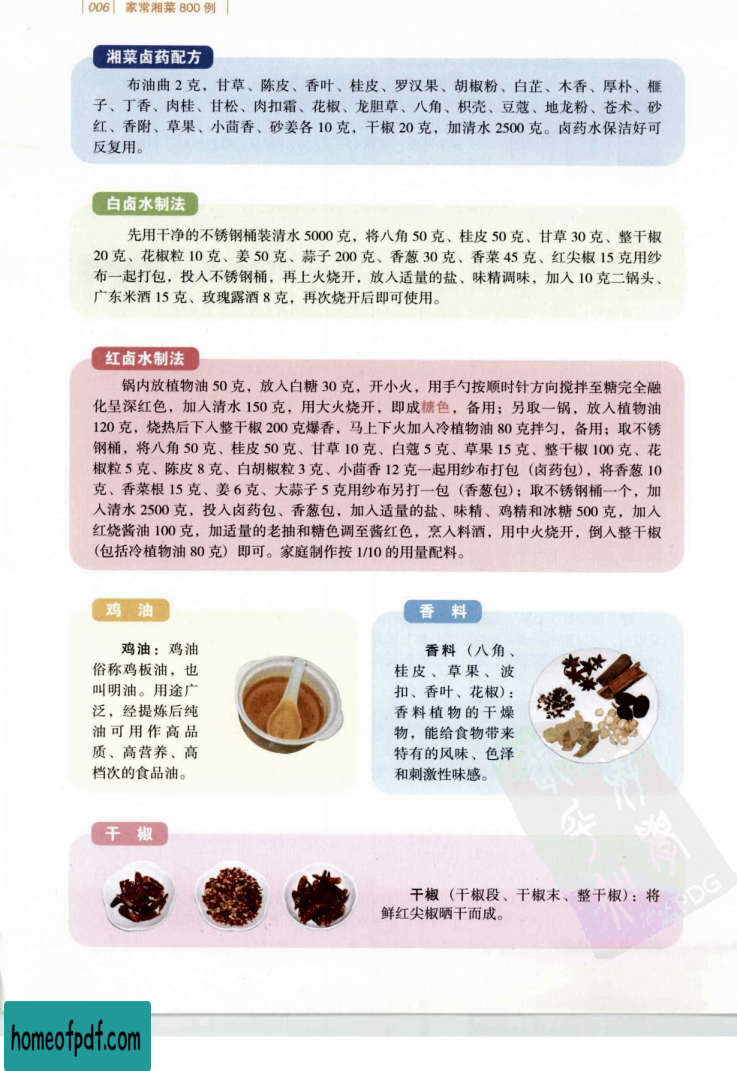 006 家常湘菜 800 例
湘菜卤药配方
布油曲 2 克，甘草、陈皮、香叶、桂皮、罗汉果、胡椒粉、白芷、木香、厚朴、榧
子、丁香、肉桂、甘松、肉扣霜、花椒、龙胆草、八角、枳壳、豆蔻、地龙粉、苍术、砂
红、香附、草果、小茴香、砂姜各 10 克，干椒 20 克，加清水 2500 克。卤药水保洁好可
反复用。
白卤水制法
先用干净的不锈钢桶装清水 5000 克，将八角 50 克、桂皮 50 克、甘草 30 克、整干椒
20 克、花椒粒 10 克、姜 50 克、蒜子 200 克、香葱 30 克、香菜 45 克、红尖椒 15 克用纱
布一起打包，投入不锈钢桶，再上火烧开，放入适量的盐、味精调味，加入 10 克二锅头、
广东米酒 15 克、玫瑰露酒 8 克，再次烧开后即可使用。
红卤水制法
锅内放植物油 50 克，放入白糖 30 克，开小火，用手勺按顺时针方向搅拌至糖完全融
化呈深红色，加入清水 150 克，用大火烧开，即成糖色，备用；另取一锅，放入植物油
120 克，烧热后下入整干椒 200 克爆香，马上下火加入冷植物油 80 克拌匀，备用；取不锈
钢桶，将八角 50 克、桂皮 50 克、甘草 10 克、白蔻 5 克、草果 15 克、整干椒 100 克、花
椒粒 5 克、陈皮 8 克、白胡椒粒 3 克、小茴香 12 克一起用纱布打包（卤药包），将香葱 10
克、香菜根 15 克、姜 6 克、大蒜子 5 克用纱布另打一包（香葱包）；取不锈钢桶一个，加
入清水 2500 克，投入卤药包、香葱包，加入适量的盐、味精、鸡精和冰糖 500 克，加入
红烧酱油 100 克，加适量的老抽和糖色调至酱红色，烹入料酒，用中火烧开，倒入整干椒
（包括冷植物油 80 克）即可。家庭制作按 1/10 的用量配料。
鸡 油
鸡油：鸡油
俗称鸡板油，也
叫明油。用途广
泛，经提炼后纯
油可用作高品
质、高营养、高
档次的食品油。
香 料
香料（八角、
桂皮、草果、波
扣、香叶、花椒）：
香料植物的干燥
物，能给食物带来
特有的风味、色泽
和刺激性味感。
干 椒
干椒（干椒段、干椒末、整干椒）：将
鲜红尖椒晒干而成。
homeofpdf.com